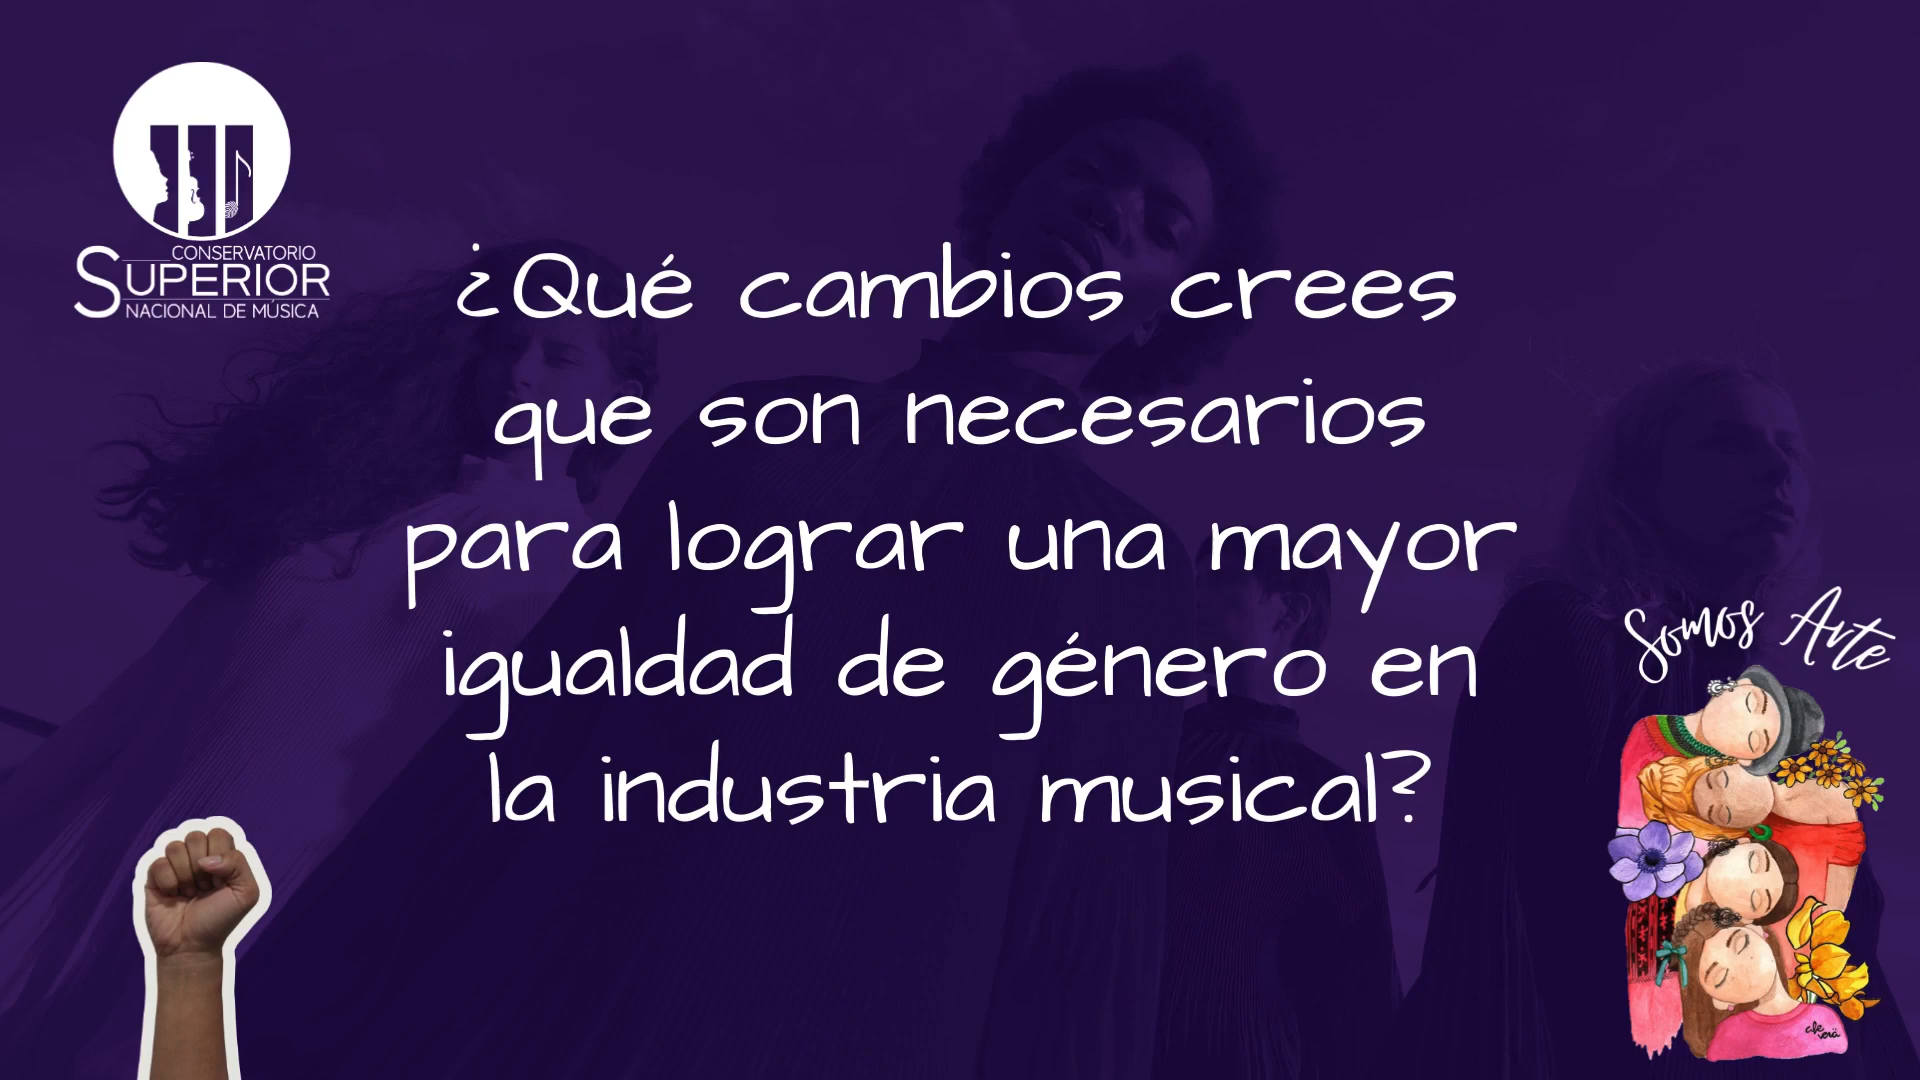 CONSERVATORIO
SUPERIOR
NACIONAL DE MÚSICA
¿Qué cambios crees
que son necesarios
para lograr una mayor
igualdad de género en
la industria musical?
Somos Arte